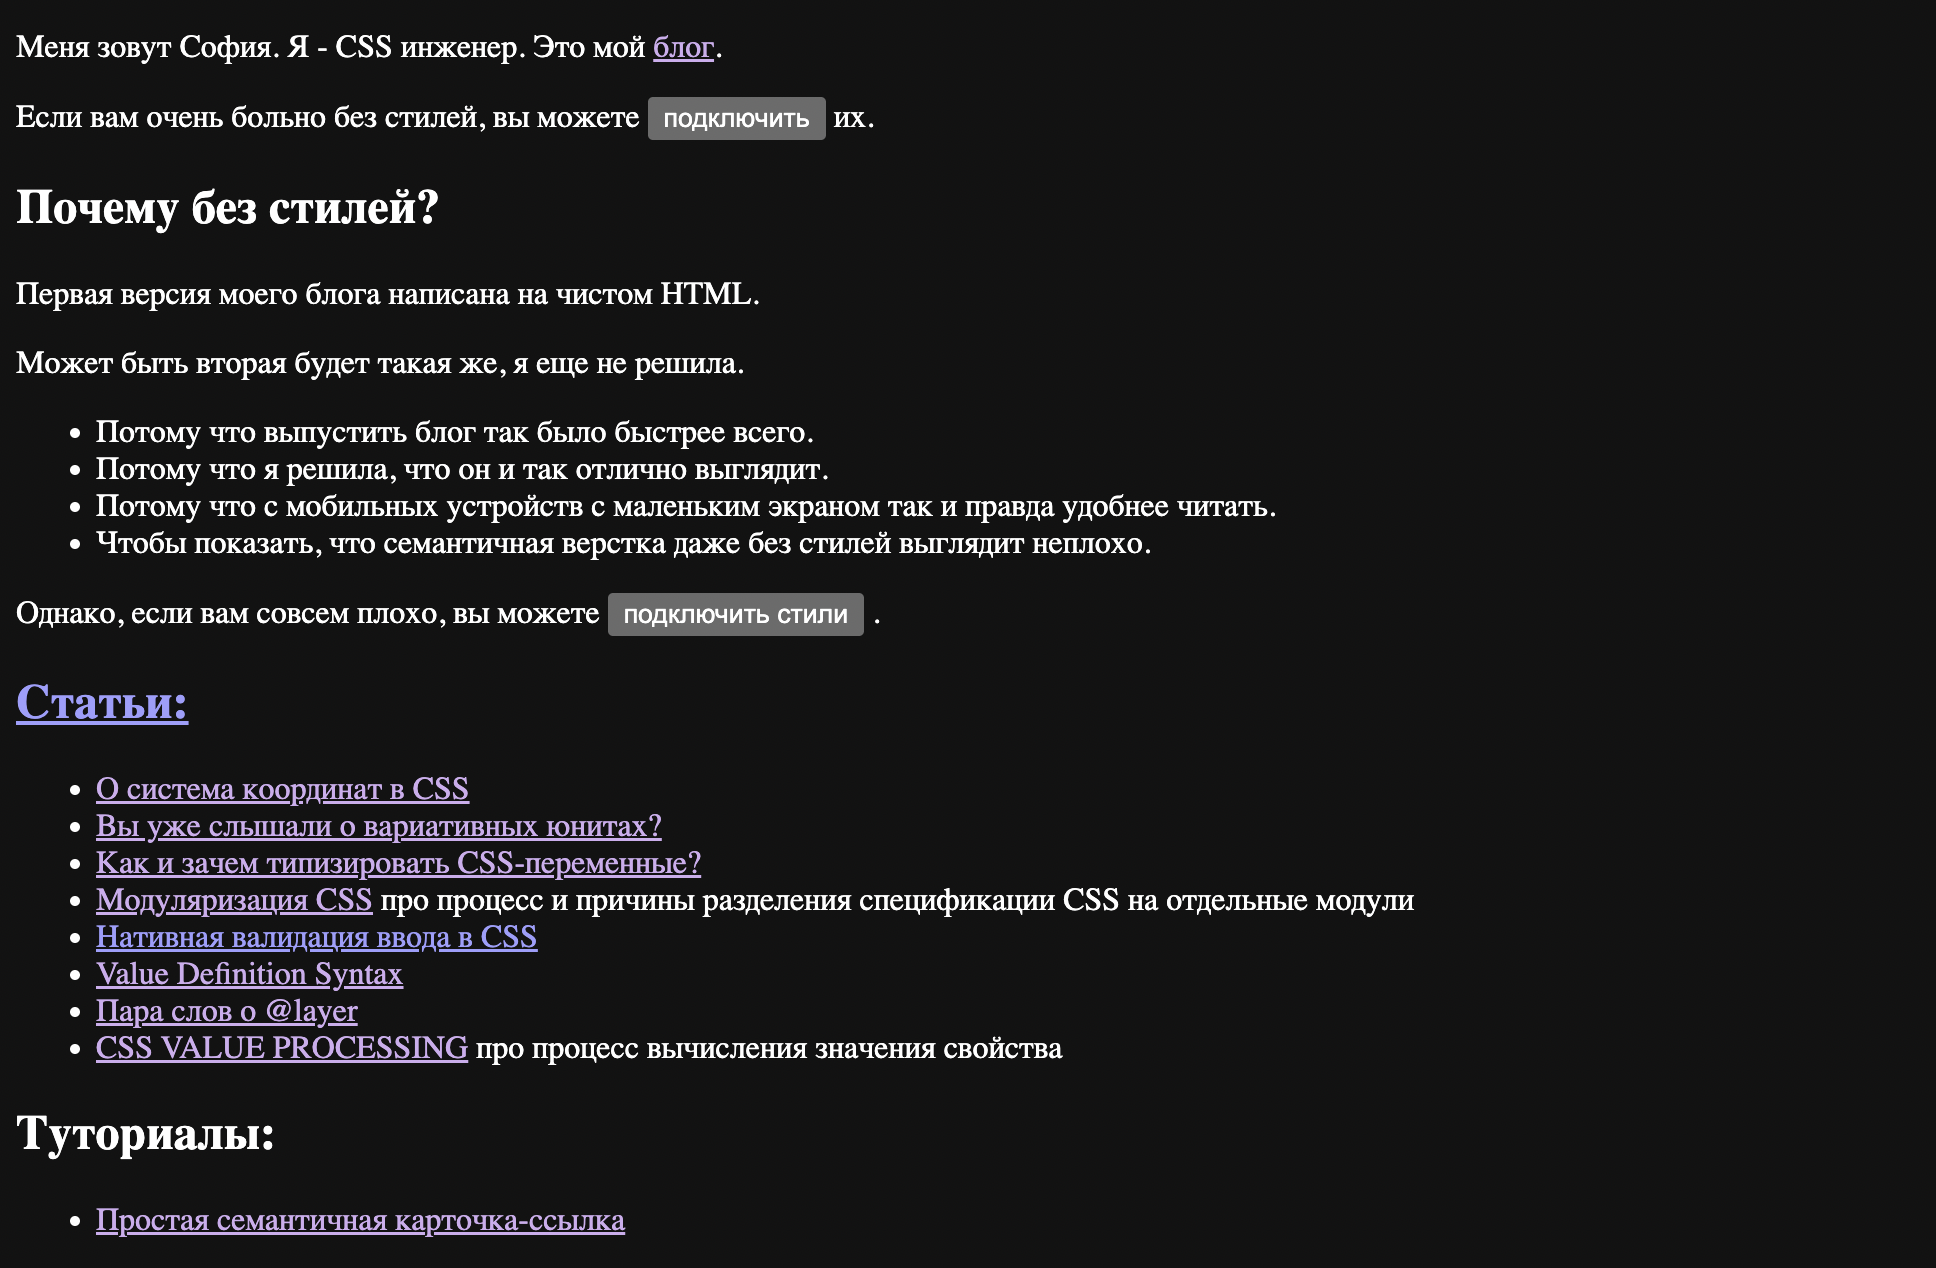 Меня зовут София. Я - CSS инженер. Это мой блог.
Если вам очень больно без стилей, вы можете подключить их.
Почему без стилей?
Первая версия моего блога написана на чистом HTML.
Может быть вторая будет такая же, я еще не решила.
• Потому что выпустить блог так было быстрее всего.
• Потому что я решила, что он и так отлично выглядит.
• Потому что с мобильных устройств с маленьким экраном так и правда удобнее читать.
• Чтобы показать, что семантичная верстка даже без стилей выглядит неплохо.
Однако, если вам совсем плохо, вы можете подключить стили .
Статьи:
• О система координат в CSS
• Вы уже слышали о вариативных юнитах?
• Как и зачем типизировать CSS-переменные?
• Модуляризация CSS про процесс и причины разделения спецификации CSS на отдельные модули
• Нативная валидация ввода в CSS
• Value Definition Syntax
• Пара слов о @layer
• CSS VALUE PROCESSING про процесс вычисления значения свойства
Туториалы:
• Простая семантичная карточка-ссылка